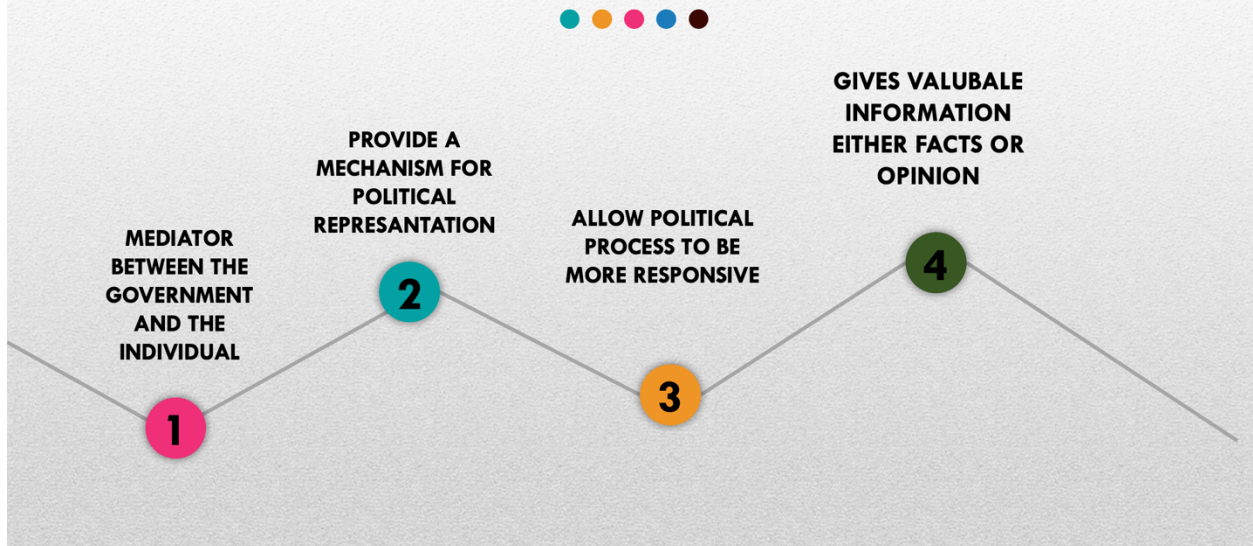 MEDIATOR
BETWEEN THE
GOVERNMENT
AND THE
INDIVIDUAL
1
PROVIDE A
MECHANISM FOR
POLITICAL
REPRESANTATION
2
ALLOW POLITICAL
PROCESS TO BE
MORE RESPONSIVE
3
GIVES VALUBALE
INFORMATION
EITHER FACTS OR
OPINION
4